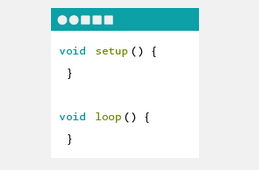 void setup() {
}
void loop() {
}